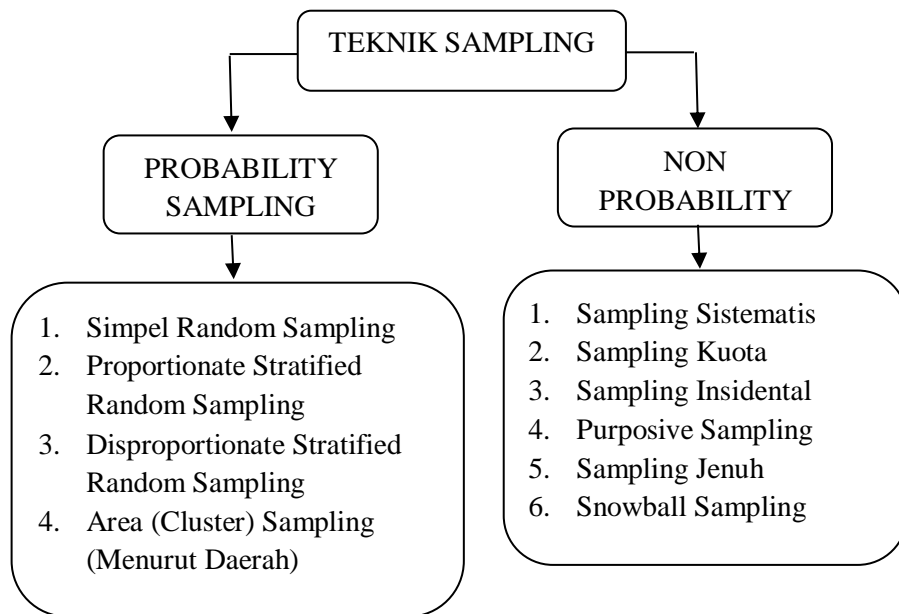 TEKNIK SAMPLING
PROBABILITY
SAMPLING
NON
PROBABILITY
1. Simpel Random Sampling
2. Proportionate Stratified
Random Sampling
3. Disproportionate Stratified
Random Sampling
4. Area (Cluster) Sampling
(Menurut Daerah)
1. Sampling Sistematis
2. Sampling Kuota
3. Sampling Insidental
4. Purposive Sampling
5. Sampling Jenuh
6. Snowball Sampling